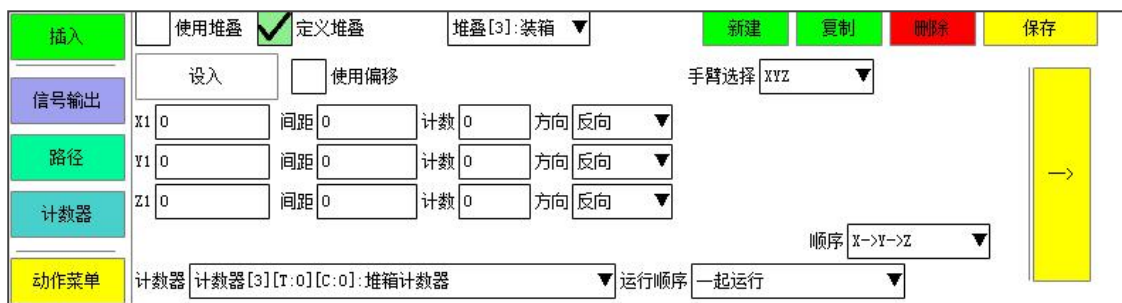 插入 使用堆叠 定义堆叠 堆叠[3]:装箱 ▼ 新建 复制 删除 保存
设入 使用偏移 手臂选择 XYZ ▼
信号输出
X1 0 间距 0 计数 0 方向 反向 ▼
路径 Y1 0 间距 0 计数 0 方向 反向 ▼
—>
计数器 Z1 0 间距 0 计数 0 方向 反向 ▼
顺序 X->Y->Z ▼
动作菜单 计数器 计数器[3][T:0][C:0]:堆箱计数器 ▼ 运行顺序 一起运行 ▼